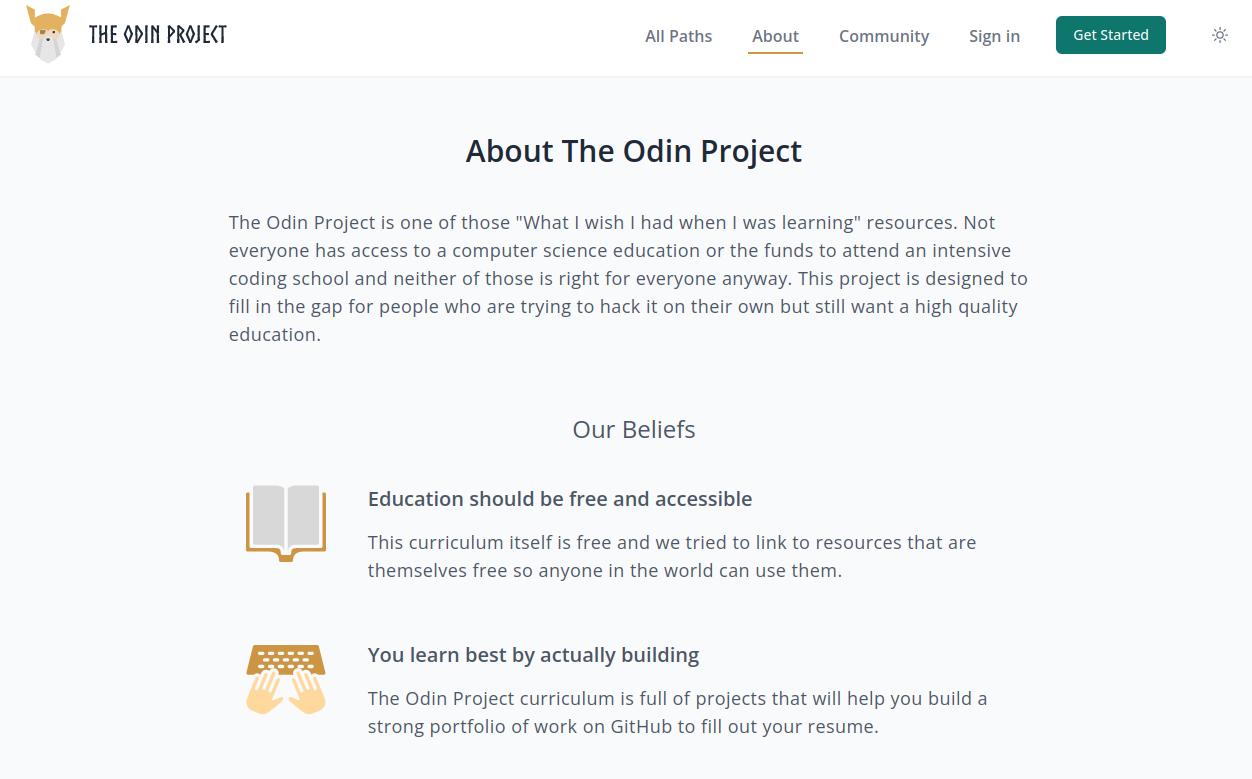 THE ODIN PROJECT
All Paths
About
Community
Sign in
Get Started
About The Odin Project
The Odin Project is one of those "What I wish I had when I was learning" resources. Not
everyone has access to a computer science education or the funds to attend an intensive
coding school and neither of those is right for everyone anyway. This project is designed to
fill in the gap for people who are trying to hack it on their own but still want a high quality
education.
Our Beliefs
Education should be free and accessible
This curriculum itself is free and we tried to link to resources that are
themselves free so anyone in the world can use them.
You learn best by actually building
The Odin Project curriculum is full of projects that will help you build a
strong portfolio of work on GitHub to fill out your resume.